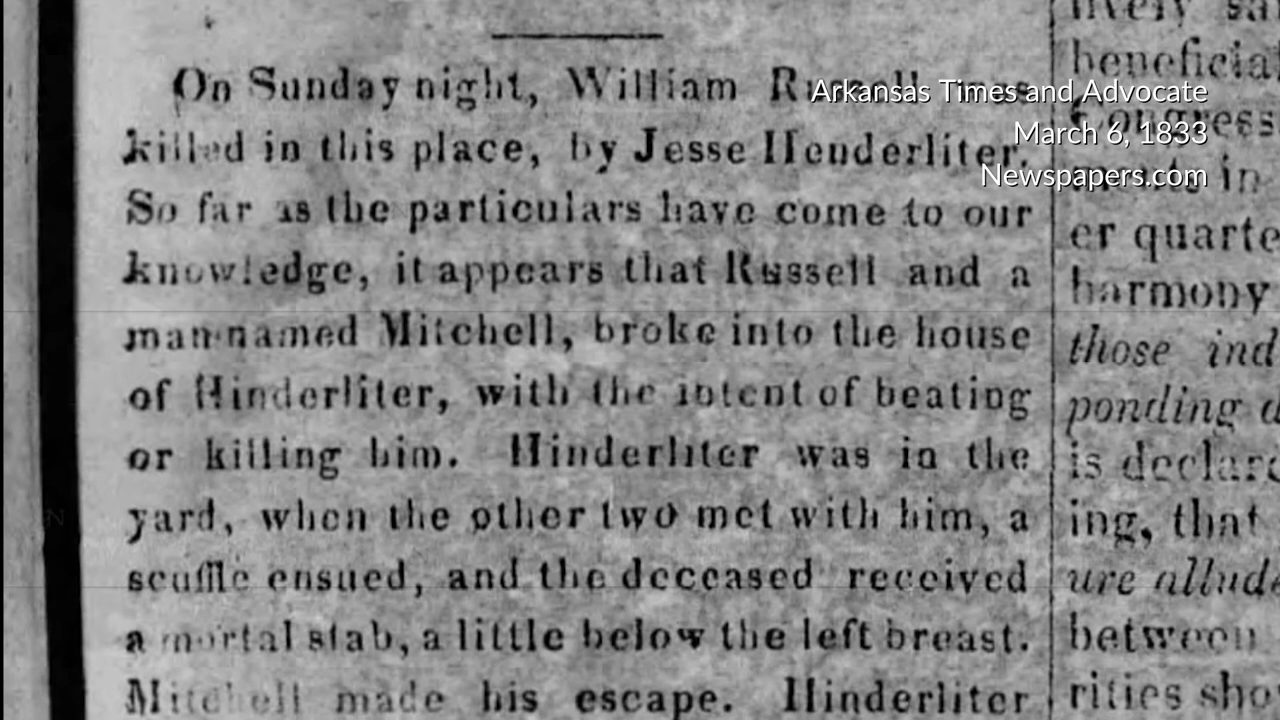 On Sunday night, William Russell was
killed in this place, by Jesse Henderliter.
So far as the particulars have come to our
knowledge, it appears that Russell and a
man named Mitchell, broke into the house
of Hinderliter, with the intent of beating
or killing him. Hinderliter was in the
yard, when the other two met with him, a
scuffle ensued, and the deceased received
a mortal stab, a little below the left breast.
Mitchell made his escape. Hinderliter
Arkansas Times and Advocate
March 6, 1833
Newspapers.com
beneficial
Congress
in
er quarte
harmony
those ind
ponding
is declare
ing, that
ure allude
between
rities sho